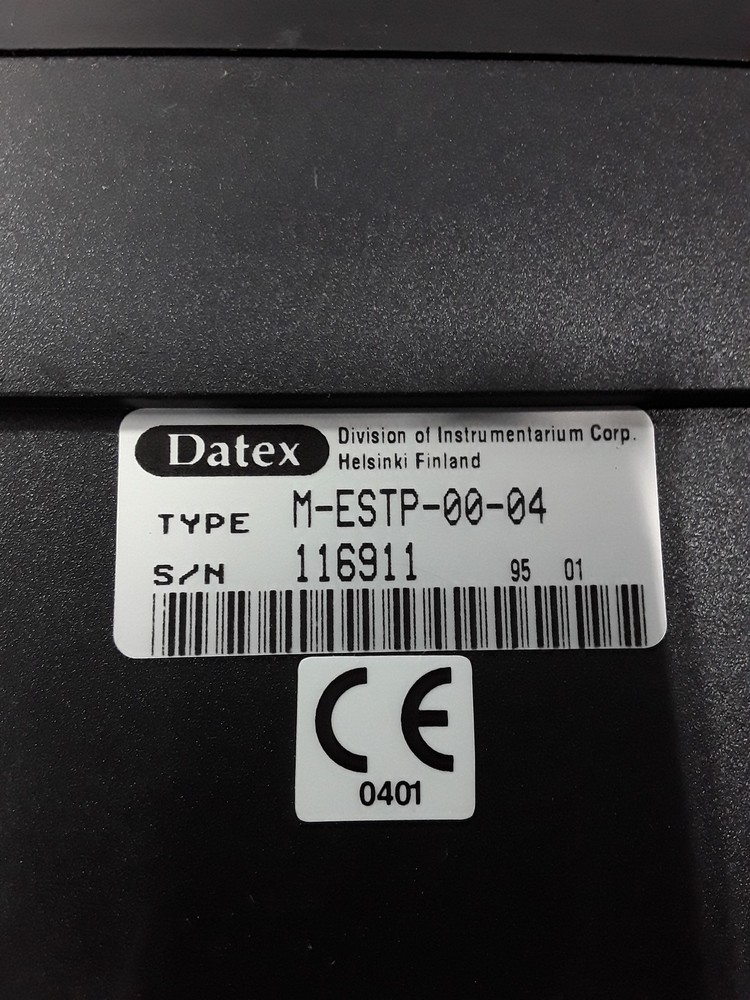 Datex Division of Instrumentarium Corp.
Helsinki Finland
TYPE M-ESTP-00-04
S/N 116911 95 01
CE
0401